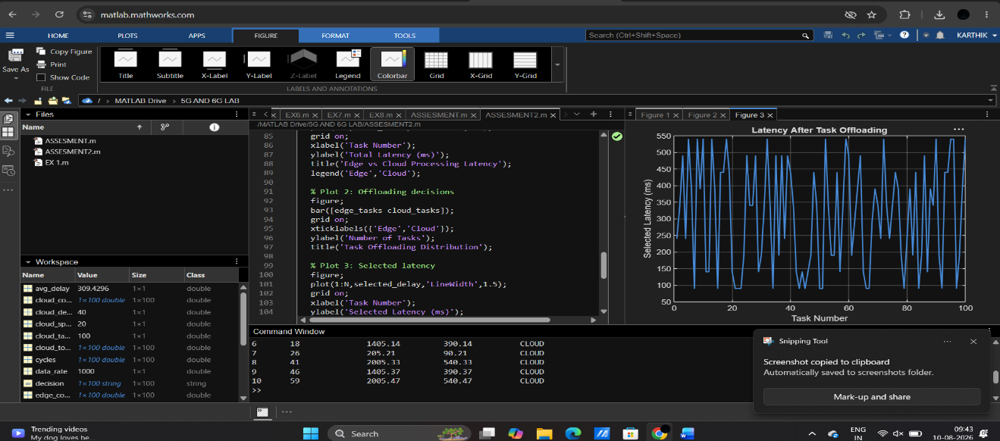 matlab.mathworks.com
HOME PLOTS APPS FIGURE FORMAT TOOLS Search (Ctrl+Shift+Space) KARTHIK
Save As
Copy Figure
Print
Show Code
FILE
Title Subtitle X-Label Y-Label Z-Label Legend Colorbar Grid X-Grid Y-Grid
LABELS AND ANNOTATIONS
/ › MATLAB Drive › 5G AND 6G LAB
Files
Name
ASSESMENT.m
ASSESMENT2.m
EX 1.m
Workspace
Name Value Size Class
avg_delay 309.4296 1×1 double
cloud_co... 1×100 double 1×100 double
cloud_de... 40 1×1 double
cloud_sp... 20 1×1 double
cloud_ta... 100 1×1 double
cloud_to... 1×100 double 1×100 double
cycles 1×100 double 1×100 double
data_rate 1000 1×1 double
decision 1×100 string 1×100 string
edge_co... 1×100 double 1×100 double
EX6.m EX7.m EX8.m ASSESMENT.m ASSESMENT2.m
/MATLAB Drive/5G AND 6G LAB/ASSESMENT2.m
85 grid on;
86 xlabel('Task Number');
87 ylabel('Total Latency (ms)');
88 title('Edge vs Cloud Processing Latency');
89 legend('Edge','Cloud');
90
91 % Plot 2: Offloading decisions
92 figure;
93 bar([edge_tasks cloud_tasks]);
94 grid on;
95 xticklabels({'Edge','Cloud'});
96 ylabel('Number of Tasks');
97 title('Task Offloading Distribution');
98
99 % Plot 3: Selected latency
100 figure;
101 plot(1:N,selected_delay,'LineWidth',1.5);
102 grid on;
103 xlabel('Task Number');
104 ylabel('Selected Latency (ms)');
Command Window
6 18 1405.14 390.14 CLOUD
7 26 205.21 90.21 CLOUD
8 41 2005.33 540.33 CLOUD
9 46 1405.37 390.37 CLOUD
10 59 2005.47 540.47 CLOUD
>>
Figure 1 Figure 2 Figure 3
Latency After Task Offloading
Selected Latency (ms)
550
500
450
400
350
300
250
200
150
100
50
0 20 40 60 80 100
Task Number
Snipping Tool
Screenshot copied to clipboard
Automatically saved to screenshots folder.
Mark-up and share
Trending videos
My dog loves be
Search
ENG
IN
09:43
10-08-2026